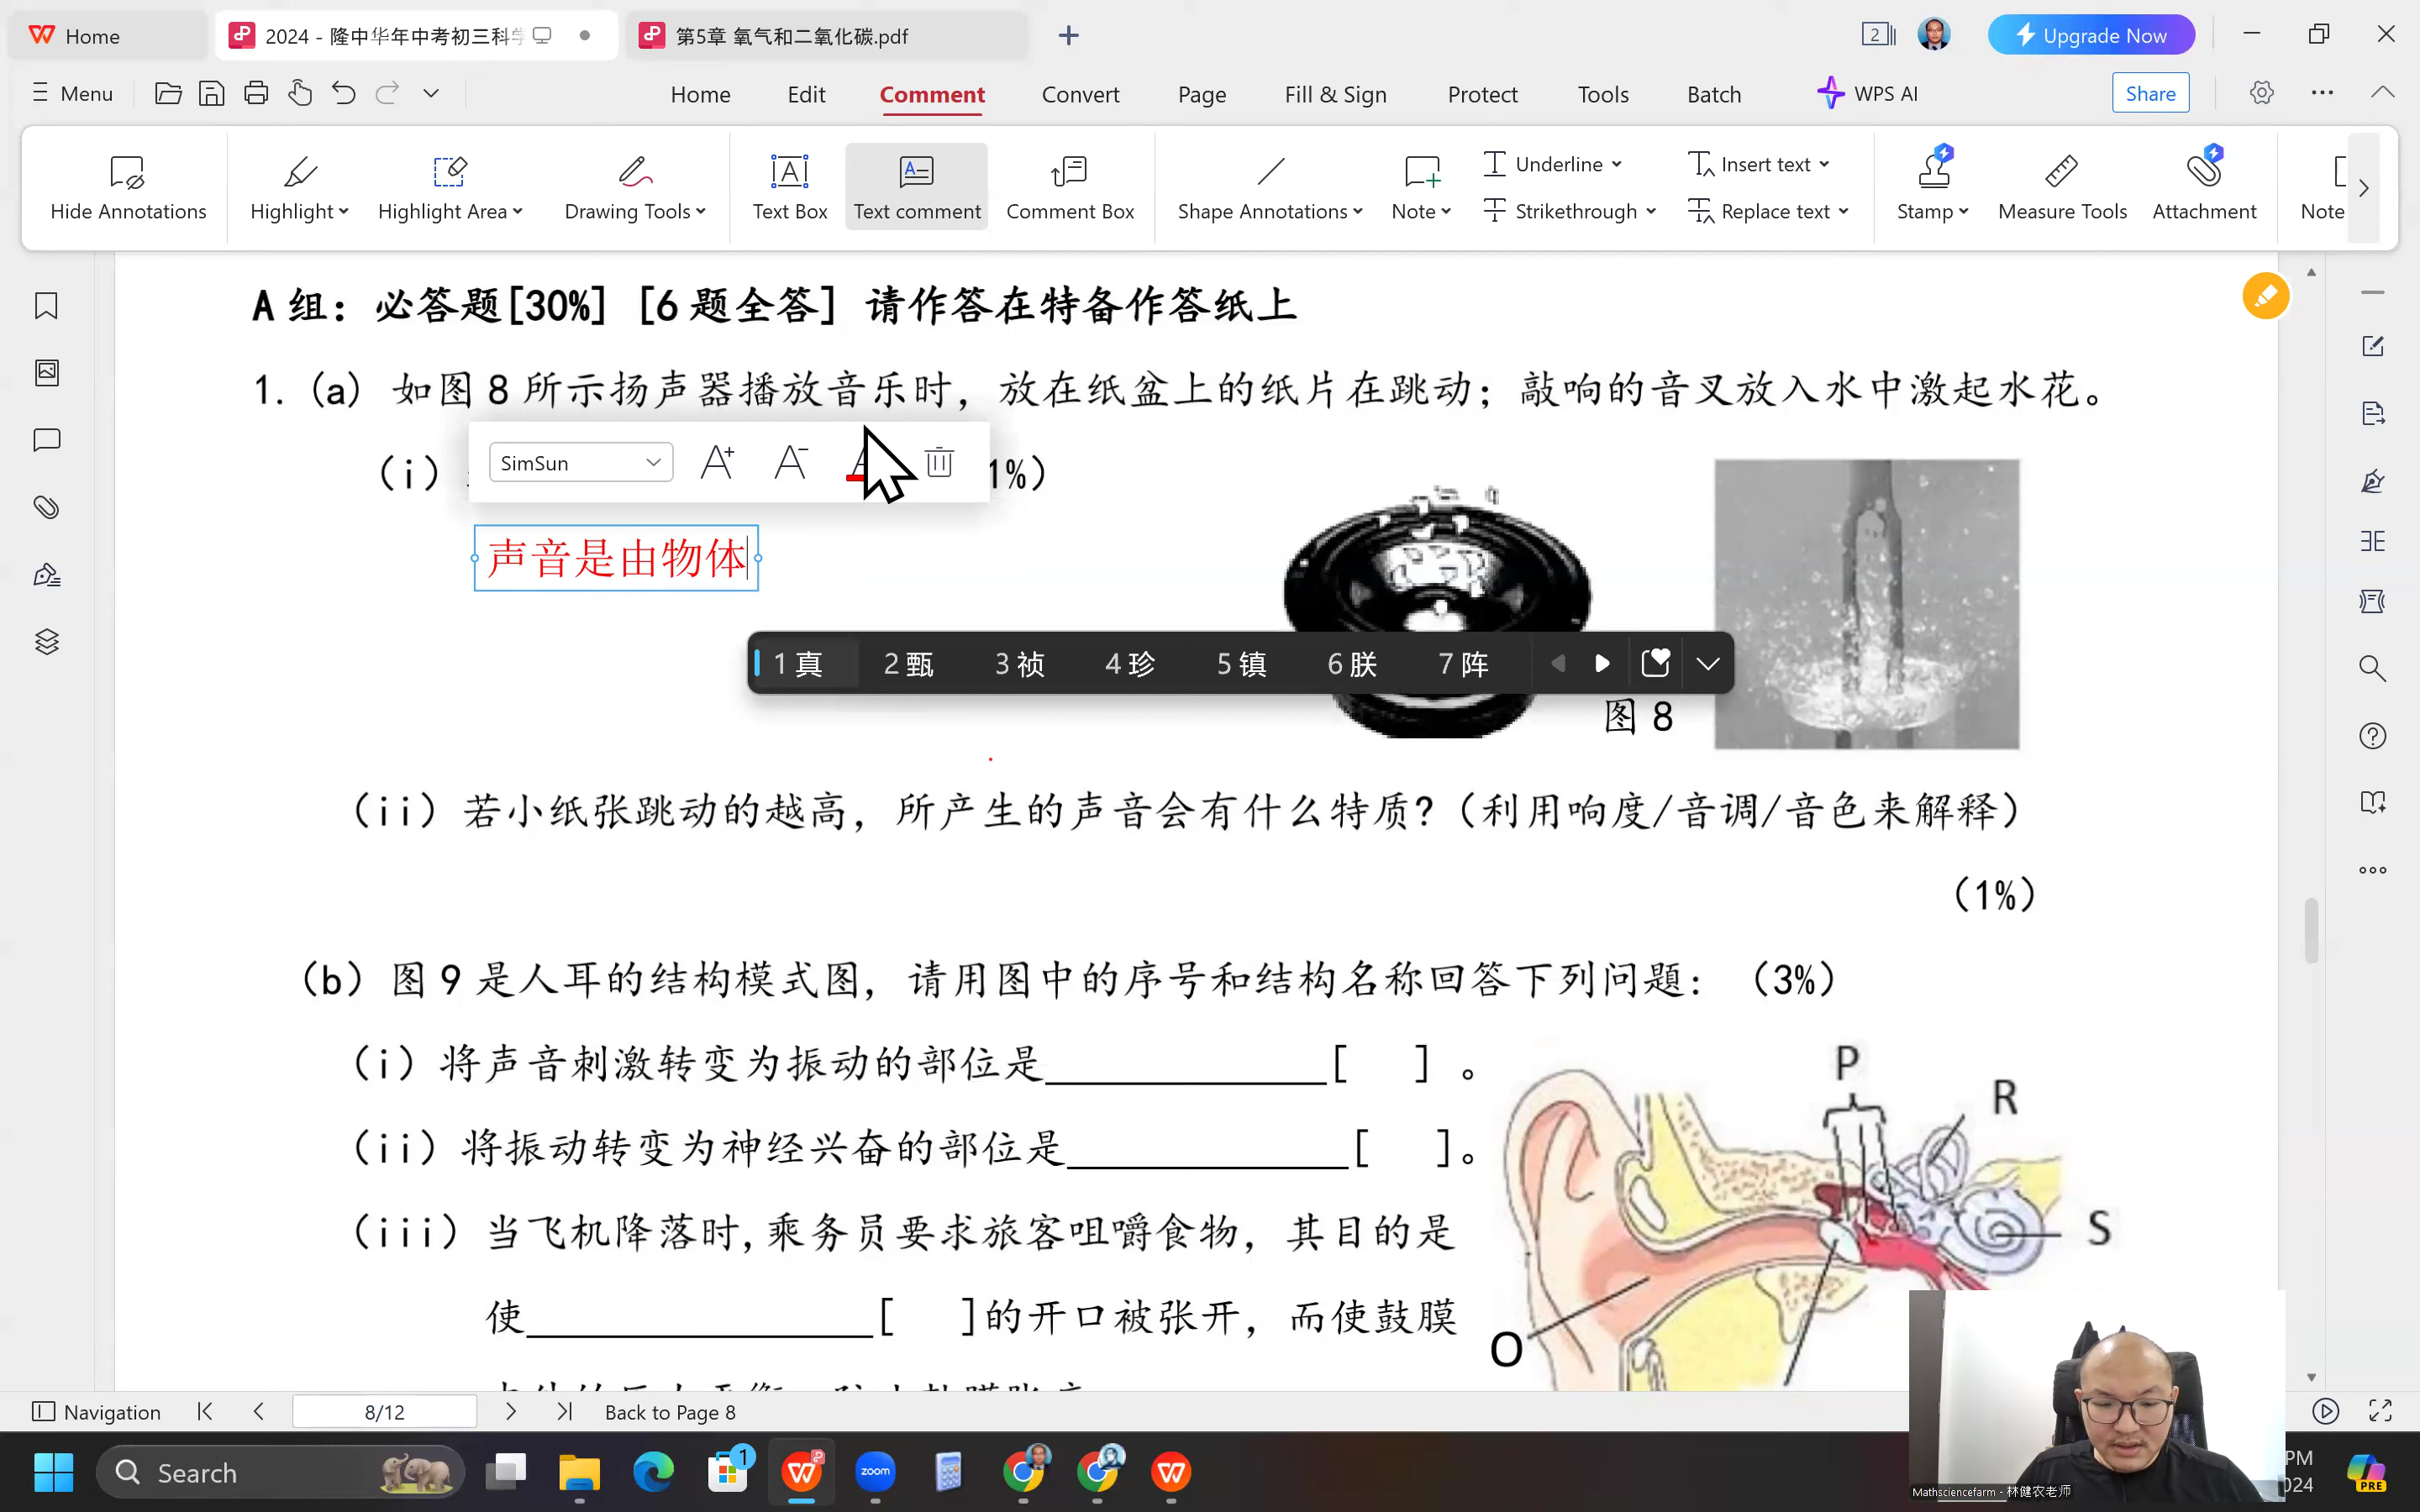 Home
2024 - 隆中华年中考初三科学
第5章 氧气和二氧化碳.pdf
2
Upgrade Now
Menu
Home Edit Comment Convert Page Fill & Sign Protect Tools Batch WPS AI
Share
Hide Annotations Highlight Highlight Area Drawing Tools Text Box Text comment Comment Box Shape Annotations Note
Underline Insert text
Strikethrough Replace text
Stamp Measure Tools Attachment Note
A 组：必答题[30%] [6 题全答] 请作答在特备作答纸上
1. (a) 如图 8 所示扬声器播放音乐时，放在纸盆上的纸片在跳动；敲响的音叉放入水中激起水花。
(i) 1%)
SimSun
声音是由物体
1 真 2 甄 3 祯 4 珍 5 镇 6 朕 7 阵
图 8
(ii) 若小纸张跳动的越高，所产生的声音会有什么特质?（利用响度/音调/音色来解释）
(1%)
(b) 图 9 是人耳的结构模式图，请用图中的序号和结构名称回答下列问题： (3%)
(i) 将声音刺激转变为振动的部位是____________[ ] 。
(ii) 将振动转变为神经兴奋的部位是____________[ ]。
(iii) 当飞机降落时,乘务员要求旅客咀嚼食物，其目的是
使______________[ ]的开口被张开，而使鼓膜
P
R
S
O
Navigation
8/12
Back to Page 8
Search
1
zoom
PM
024
PRE
Mathsciencefarm - 林健农老师